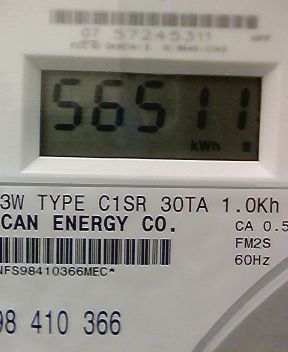 07 57245311
56511
kWh
3W TYPE C1SR 30TA 1.0Kh
CAN ENERGY CO.
CA 0.5
FM2S
NFS98410366MEC*
60Hz
98 410 366